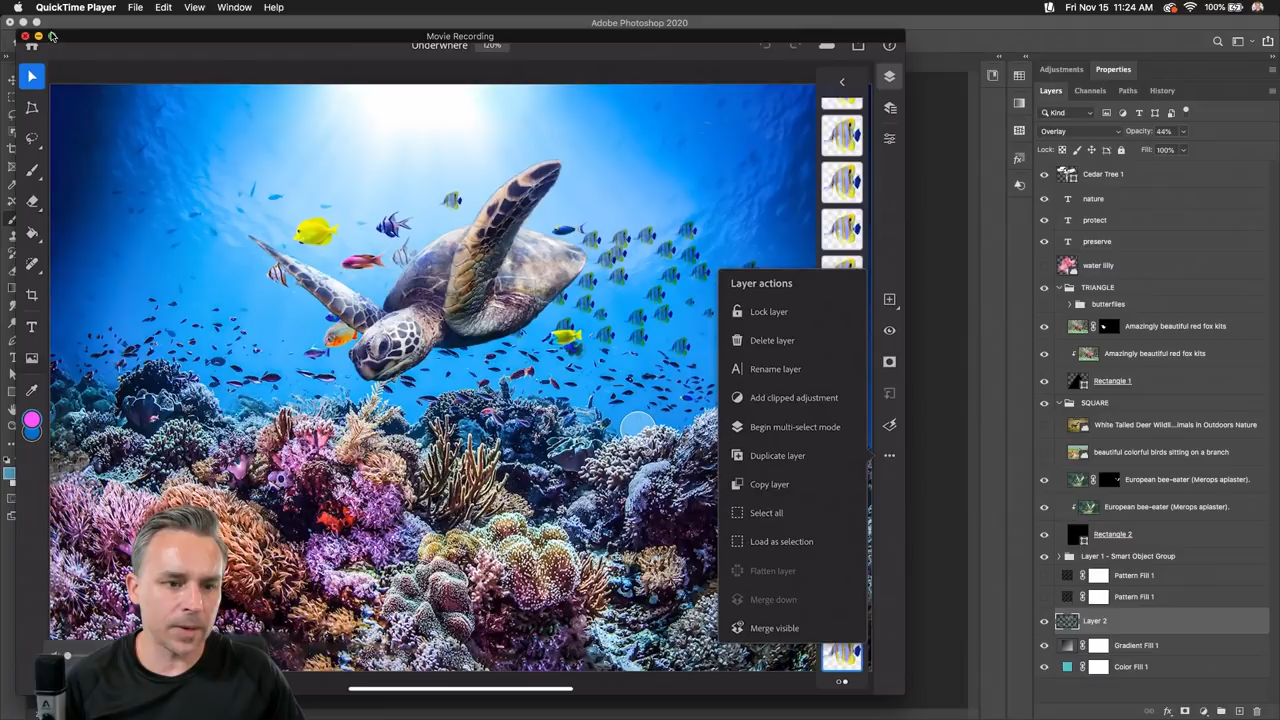 QuickTime Player File Edit View Window Help
Fri Nov 15 11:24 AM 100%
Adobe Photoshop 2020
Movie Recording
Underwhere 120%
Layer actions
Lock layer
Delete layer
Rename layer
Add clipped adjustment
Begin multi-select mode
Duplicate layer
Copy layer
Select all
Load as selection
Flatten layer
Merge down
Merge visible
Adjustments Properties
Layers Channels Paths History
Kind
Overlay Opacity: 44%
Lock: Fill: 100%
Cedar Tree 1
nature
protect
preserve
water lilly
TRIANGLE
butterflies
Amazingly beautiful red fox kits
Amazingly beautiful red fox kits
Rectangle 1
SQUARE
White Tailed Deer Wildli...imals In Outdoors Nature
beautiful colorful birds sitting on a branch
European bee-eater (Merops apiaster).
European bee-eater (Merops apiaster).
Rectangle 2
Layer 1 - Smart Object Group
Pattern Fill 1
Pattern Fill 1
Layer 2
Gradient Fill 1
Color Fill 1